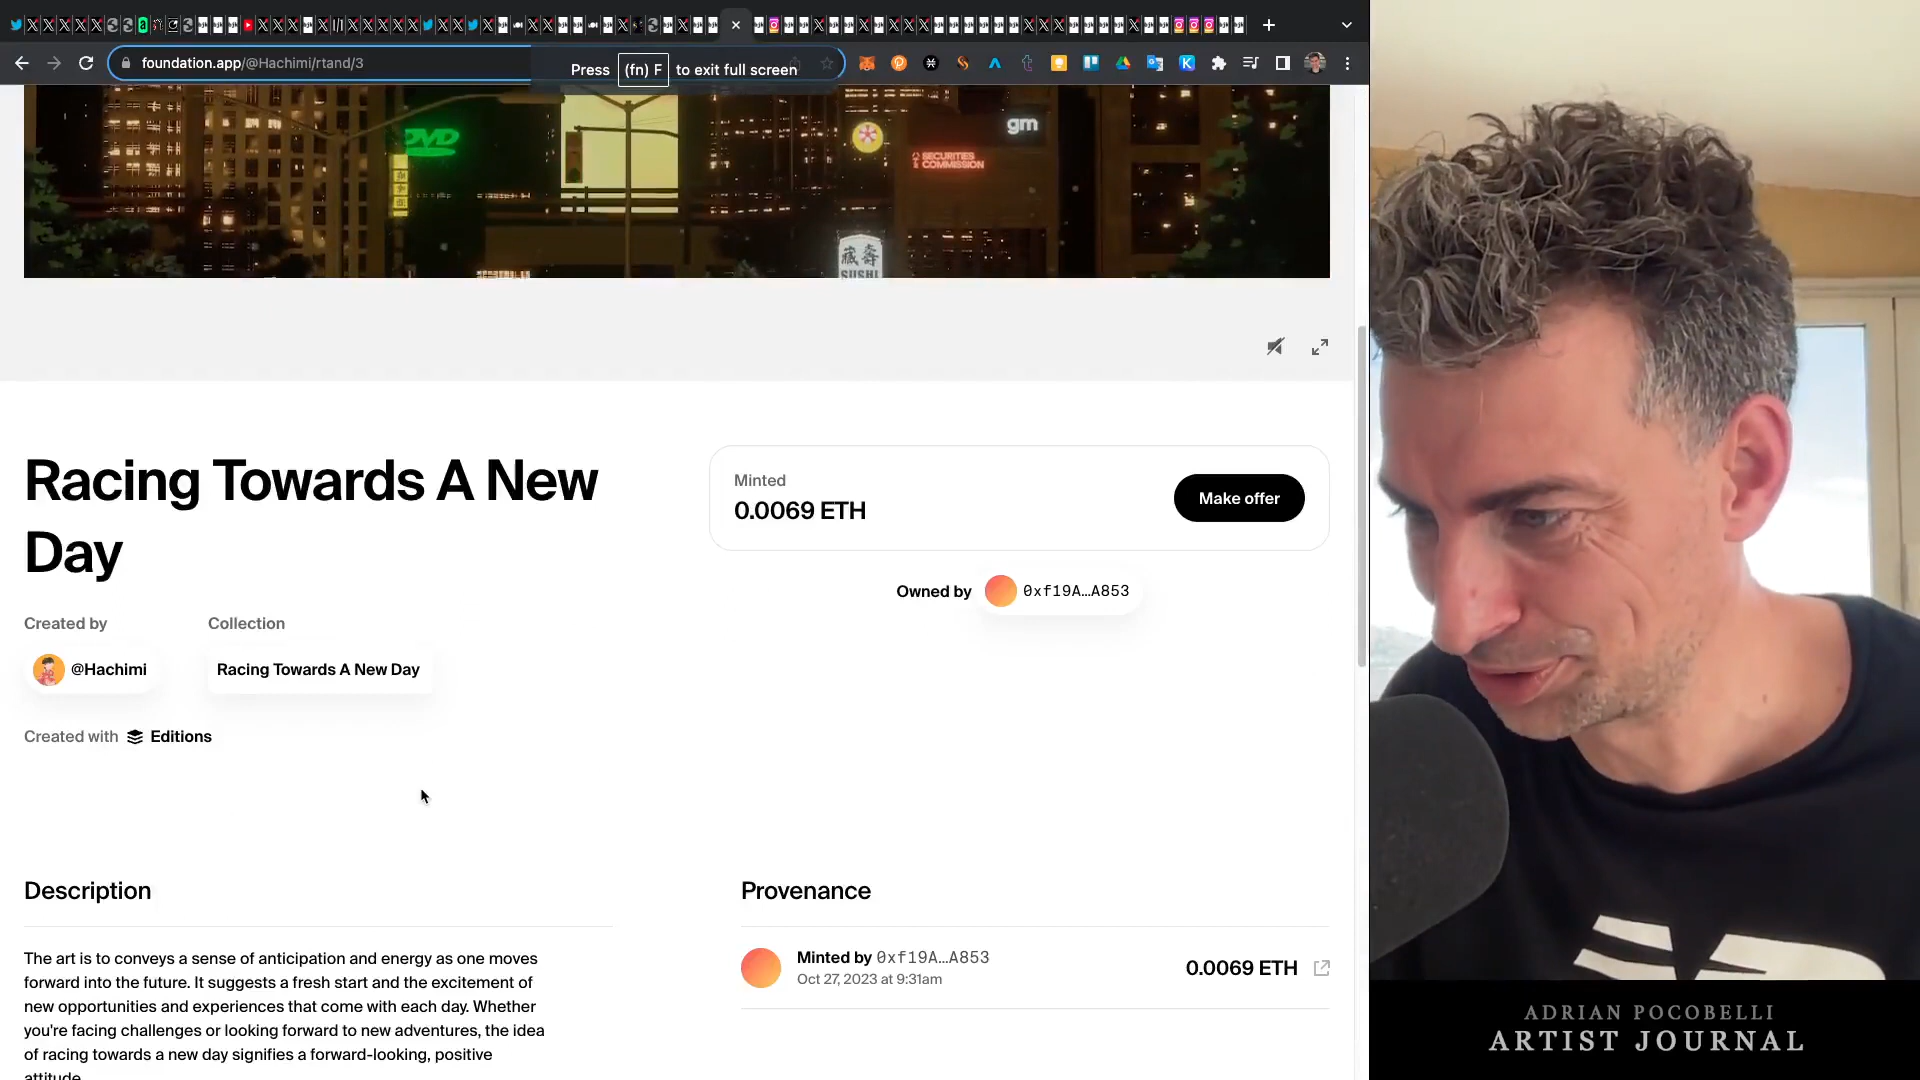 foundation.app/@Hachimi/rtand/3
Press (fn) F to exit full screen
DVD
gm
SECURITIES
COMMISSION
藏壽
SUSHI
Racing Towards A New
Day
Minted
0.0069 ETH
Make offer
Owned by 0xf19A...A853
Created by
Collection
@Hachimi
Racing Towards A New Day
Created with Editions
Description
The art is to conveys a sense of anticipation and energy as one moves
forward into the future. It suggests a fresh start and the excitement of
new opportunities and experiences that come with each day. Whether
you're facing challenges or looking forward to new adventures, the idea
of racing towards a new day signifies a forward-looking, positive
attitude.
Provenance
Minted by 0xf19A...A853
Oct 27, 2023 at 9:31am
0.0069 ETH
ADRIAN POCOBELLI
ARTIST JOURNAL